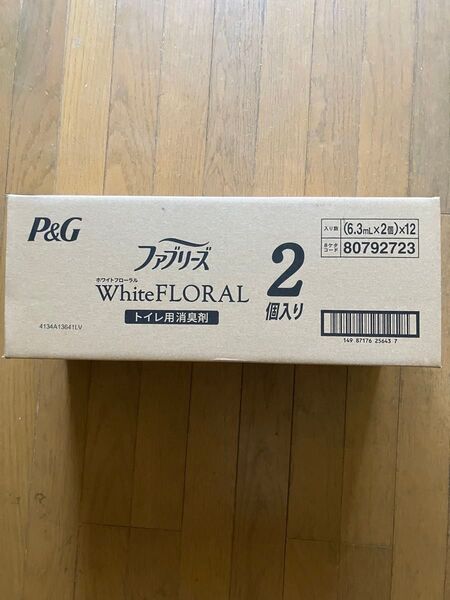 P&G
ファブリーズ
ホワイトフローラル
WhiteFLORAL
トイレ用消臭剤
2
個入り
4134A13641LV
入り数 (6.3mL×2個)×12
8ケタコード 80792723
149 87176 25643 7